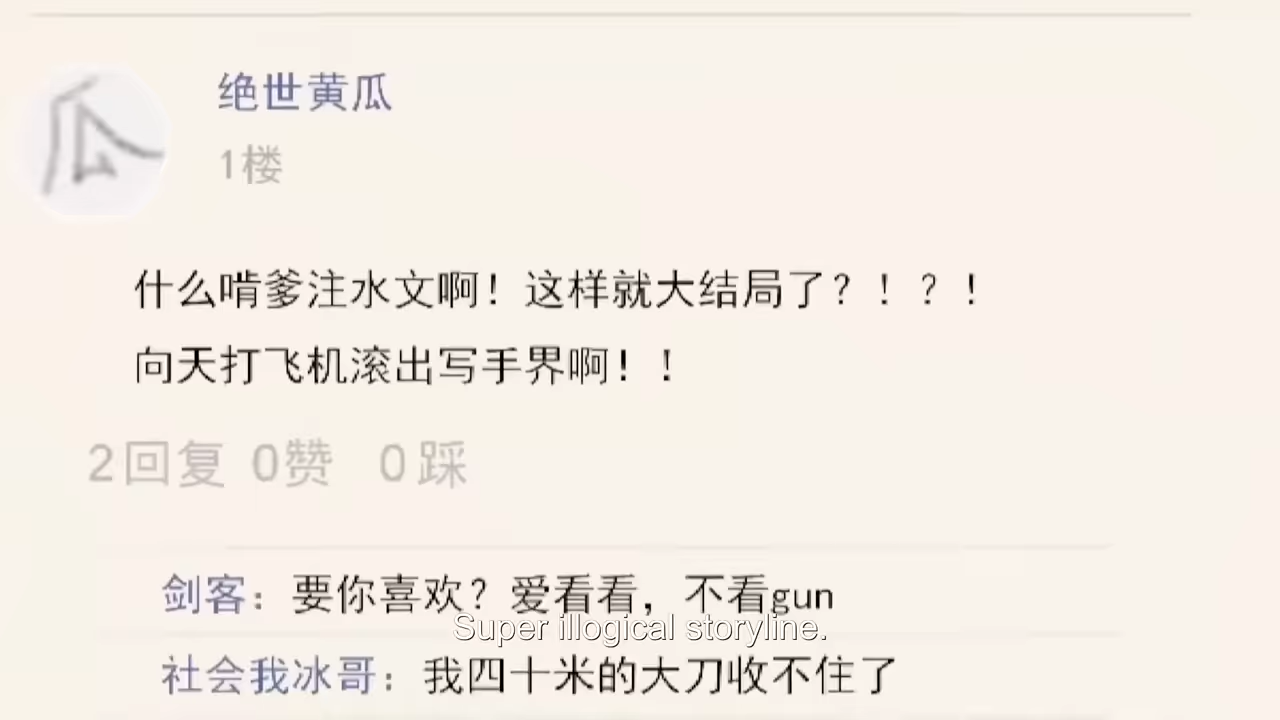 绝世黄瓜
1楼
什么啃爹注水文啊！这样就大结局了？！？！
向天打飞机滚出写手界啊！！
2回复 0赞 0踩
剑客：要你喜欢？爱看看，不看gun
Super illogical storyline.
社会我冰哥：我四十米的大刀收不住了